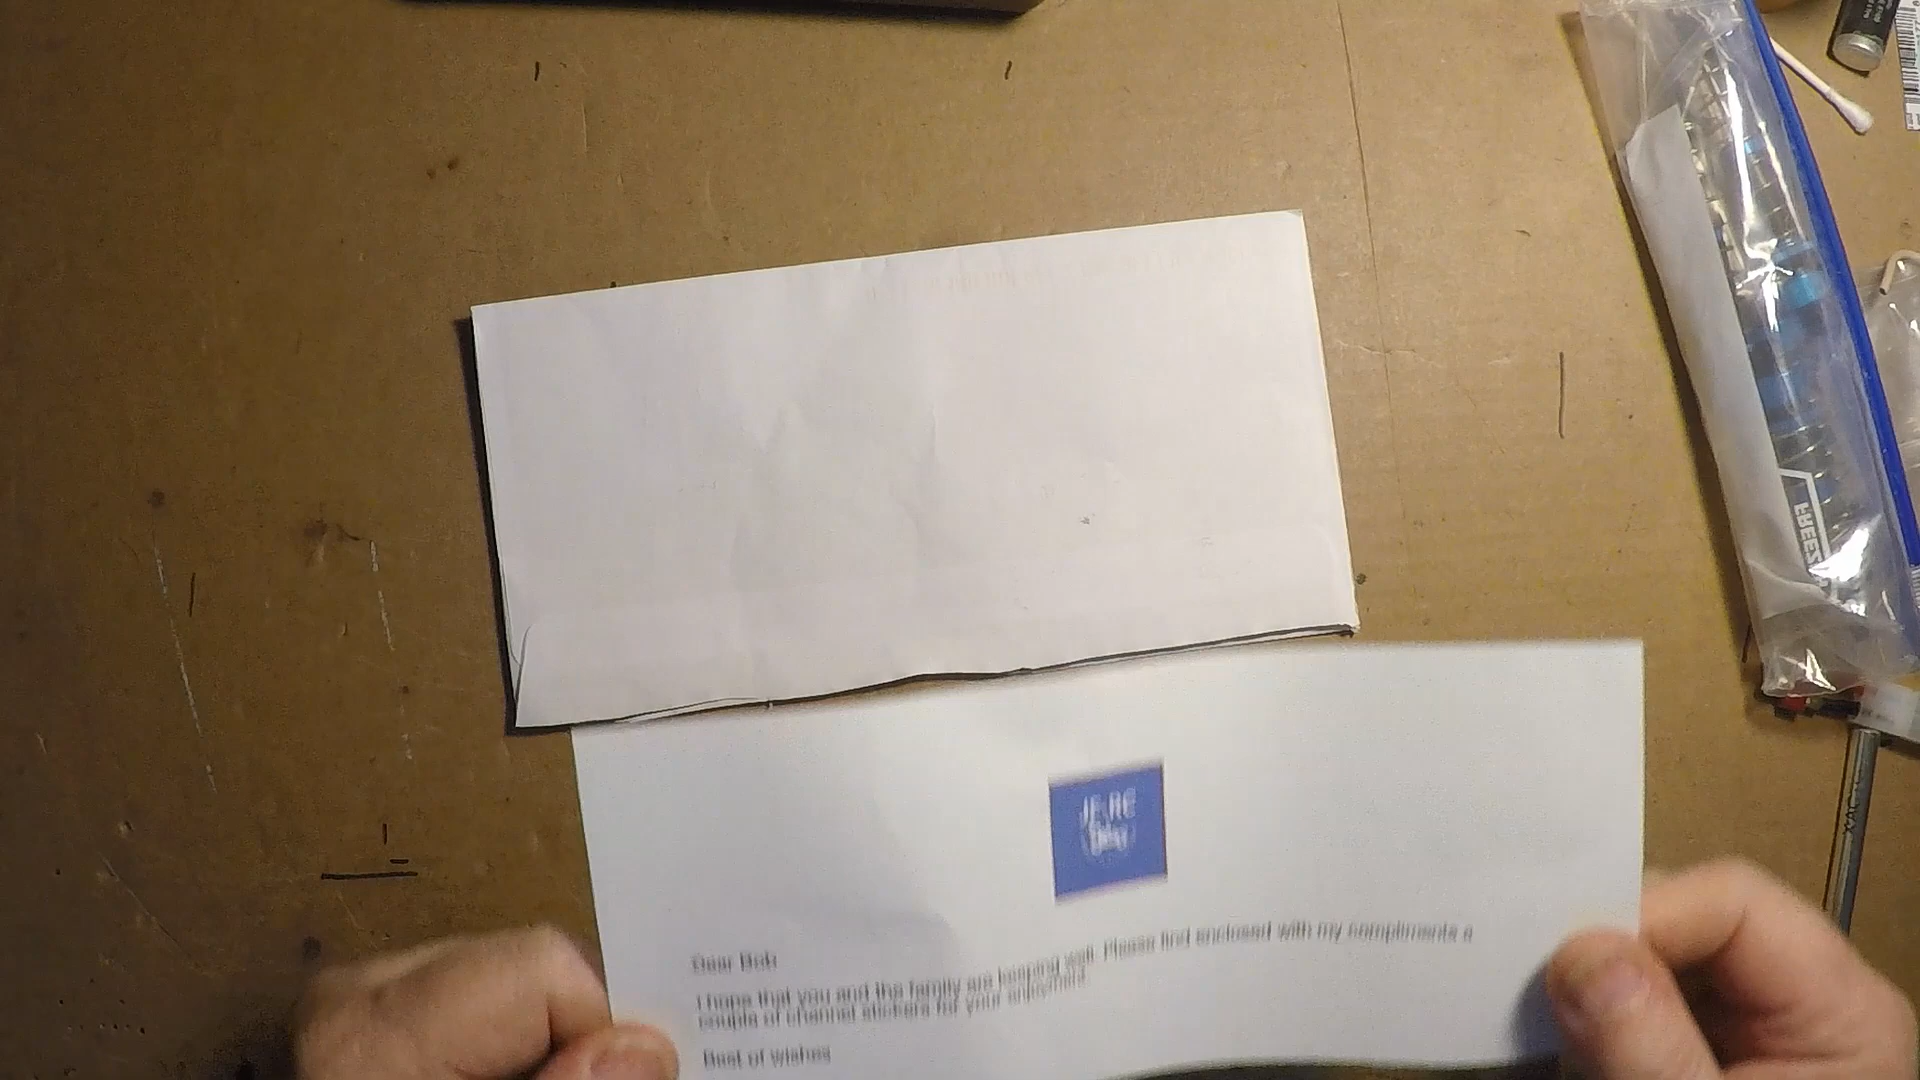 Dear Bob
I hope that you and the family are keeping well. Please find enclosed with my compliments a
couple of channel stickers for your enjoyment.
Best of wishes